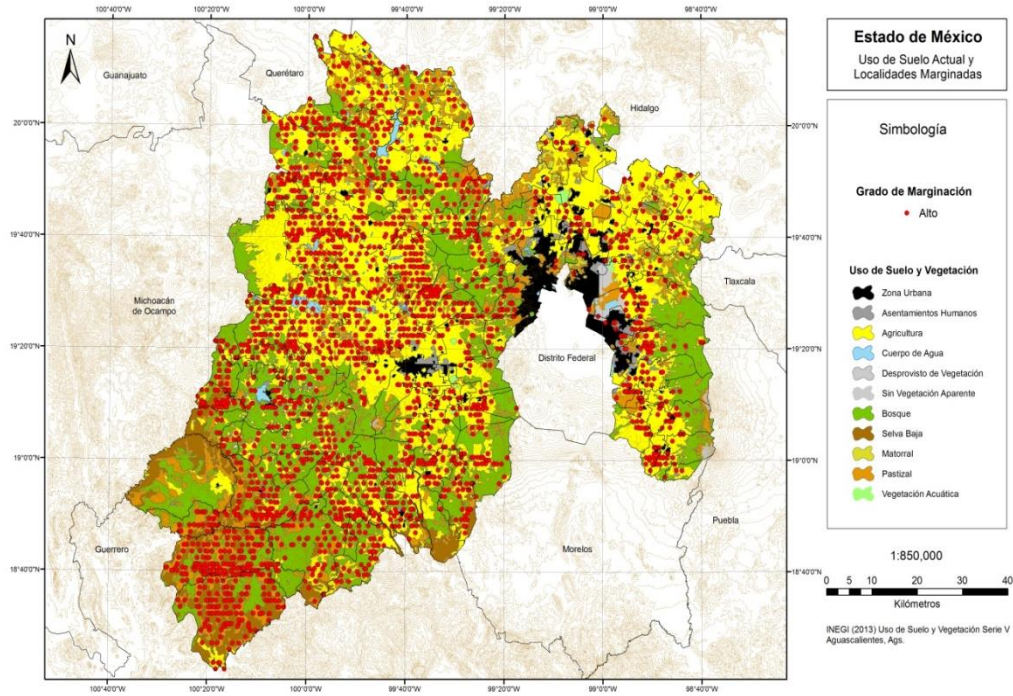 100°40'0"W
100°20'0"W
100°0'0"W
99°40'0"W
99°20'0"W
99°0'0"W
98°40'0"W
N
Guanajuato
Querétaro
Hidalgo
20°0'0"N
20°0'0"N
19°40'0"N
19°40'0"N
Tlaxcala
Michoacán
de Ocampo
19°20'0"N
19°20'0"N
Distrito Federal
19°0'0"N
19°0'0"N
Puebla
Guerrero
Morelos
18°40'0"N
18°40'0"N
100°40'0"W
100°20'0"W
100°0'0"W
99°40'0"W
99°20'0"W
99°0'0"W
98°40'0"W
Estado de México
Uso de Suelo Actual y
Localidades Marginadas
Simbología
Grado de Marginación
Alto
Uso de Suelo y Vegetación
Zona Urbana
Asentamientos Humanos
Agricultura
Cuerpo de Agua
Desprovisto de Vegetación
Sin Vegetación Aparente
Bosque
Selva Baja
Matorral
Pastizal
Vegetación Acuática
1:850,000
0 5 10 20 30 40
Kilómetros
INEGI (2013) Uso de Suelo y Vegetación Serie V
Aguascalientes, Ags.